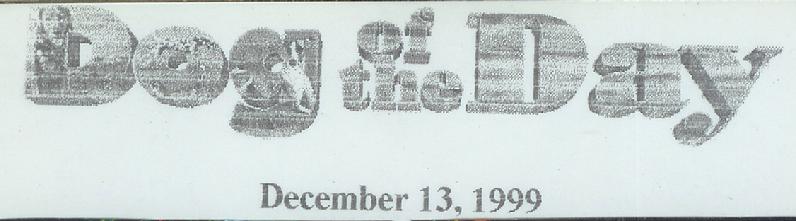 Dog of the Day
December 13, 1999